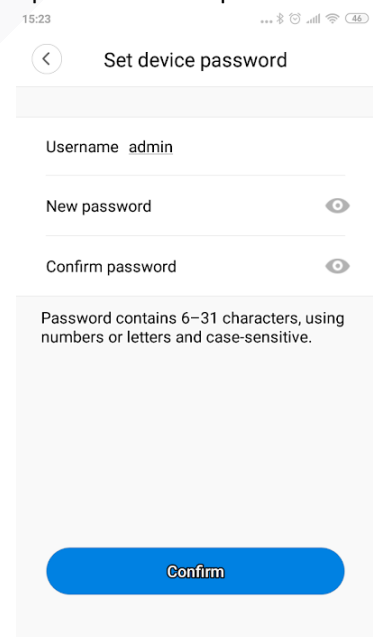 15:23
46
Set device password
Username admin
New password
Confirm password
Password contains 6–31 characters, using
numbers or letters and case-sensitive.
Confirm